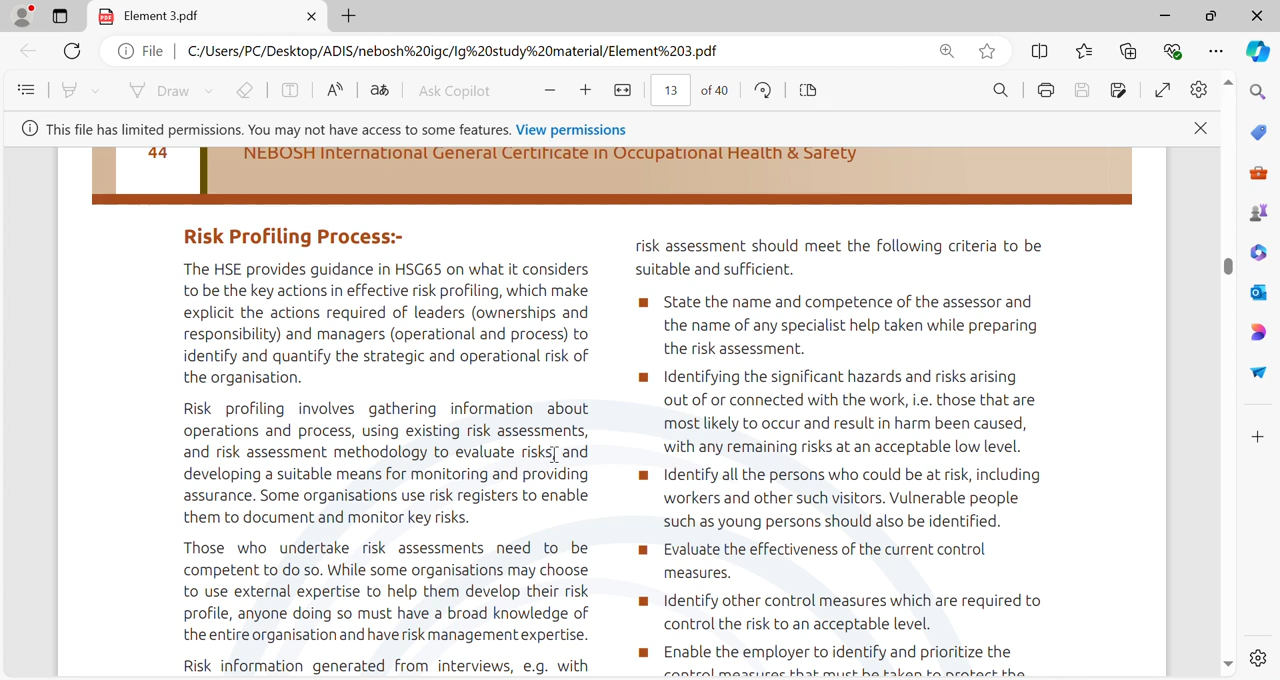 Element 3.pdf
File
C:/Users/PC/Desktop/ADIS/nebosh%20igc/Ig%20study%20material/Element%203.pdf
Draw
Ask Copilot
13 of 40
This file has limited permissions. You may not have access to some features. View permissions
44 NEBOSH International General Certificate in Occupational Health & Safety
Risk Profiling Process:-
The HSE provides guidance in HSG65 on what it considers
to be the key actions in effective risk profiling, which make
explicit the actions required of leaders (ownerships and
responsibility) and managers (operational and process) to
identify and quantify the strategic and operational risk of
the organisation.
Risk profiling involves gathering information about
operations and process, using existing risk assessments,
and risk assessment methodology to evaluate risks, and
developing a suitable means for monitoring and providing
assurance. Some organisations use risk registers to enable
them to document and monitor key risks.
Those who undertake risk assessments need to be
competent to do so. While some organisations may choose
to use external expertise to help them develop their risk
profile, anyone doing so must have a broad knowledge of
the entire organisation and have risk management expertise.
Risk information generated from interviews, e.g. with
risk assessment should meet the following criteria to be
suitable and sufficient.
State the name and competence of the assessor and
the name of any specialist help taken while preparing
the risk assessment.
Identifying the significant hazards and risks arising
out of or connected with the work, i.e. those that are
most likely to occur and result in harm been caused,
with any remaining risks at an acceptable low level.
Identify all the persons who could be at risk, including
workers and other such visitors. Vulnerable people
such as young persons should also be identified.
Evaluate the effectiveness of the current control
measures.
Identify other control measures which are required to
control the risk to an acceptable level.
Enable the employer to identify and prioritize the
control measures that must be taken to protect the